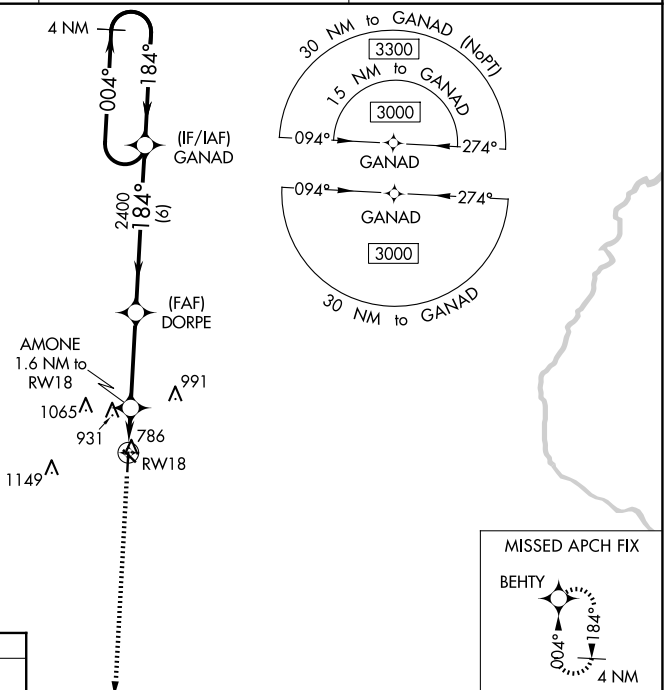 4 NM
004°
184°
(IF/IAF)
GANAD
2400
184°
(6)
(FAF)
DORPE
AMONE
1.6 NM to
RW18
991
1065
931
786
RW18
1149
30 NM to GANAD (NoPT)
3300
15 NM to GANAD
3000
094°
274°
GANAD
094°
274°
GANAD
3000
30 NM to GANAD
MISSED APCH FIX
BEHTY
004°
184°
4 NM